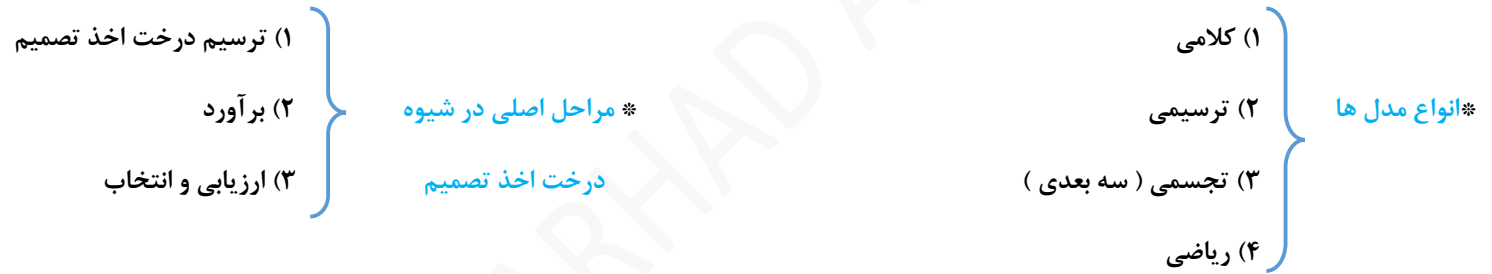 *انواع مدل ها
۱) کلامی
۲) ترسیمی
۳) تجسمی ( سه بعدی )
۴) ریاضی
* مراحل اصلی در شیوه
درخت اخذ تصمیم
۱) ترسیم درخت اخذ تصمیم
۲) برآورد
۳) ارزیابی و انتخاب